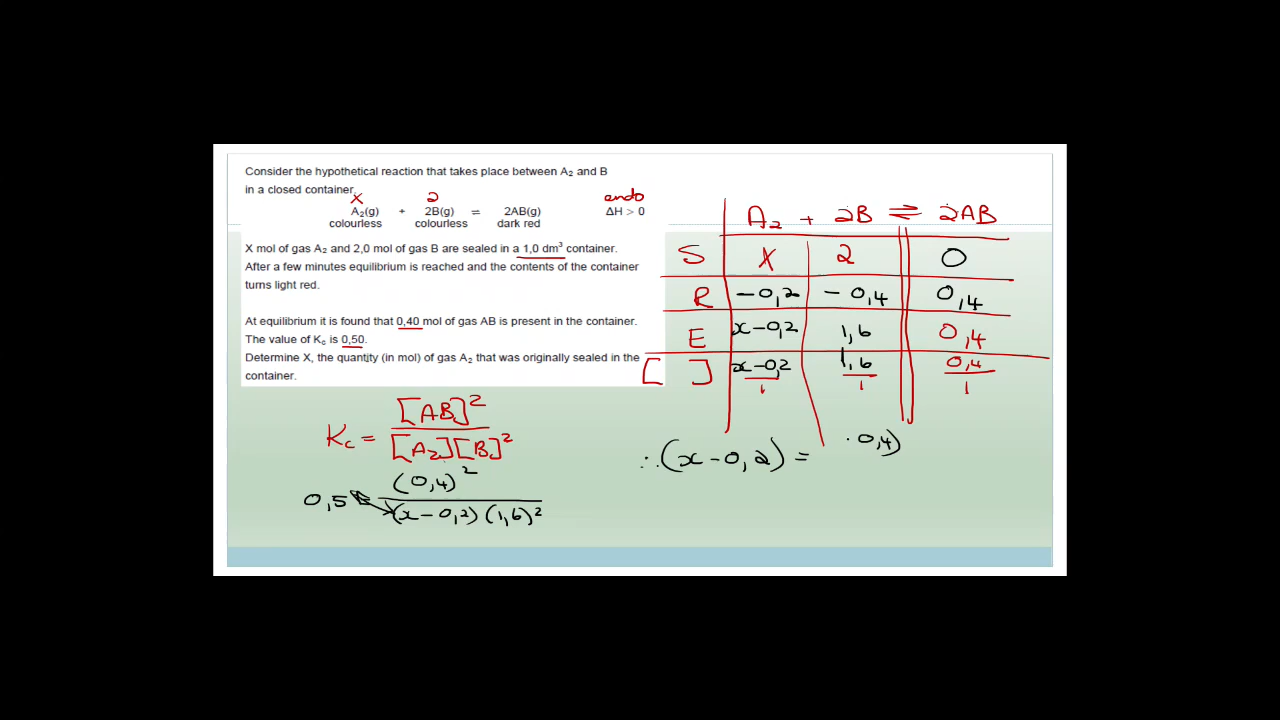 Consider the hypothetical reaction that takes place between A₂ and B
in a closed container.
X 2 endo
A₂(g) + 2B(g) = 2AB(g) ΔH > 0
colourless colourless dark red
X mol of gas A₂ and 2,0 mol of gas B are sealed in a 1,0 dm³ container.
After a few minutes equilibrium is reached and the contents of the container
turns light red.
At equilibrium it is found that 0,40 mol of gas AB is present in the container.
The value of Kc is 0,50.
Determine X, the quantity (in mol) of gas A₂ that was originally sealed in the
container.
A₂ + 2B ⇌ 2AB
S X 2 0
R -0,2 -0,4 0,4
E x-0,2 1,6 0,4
[ ] x-0,2 1,6 0,4
1 1 1
[AB]²
Kc =
[A₂][B]²
(0,4)²
0,5 =
(x-0,2)(1,6)²
∴(x-0,2) = 0,4)